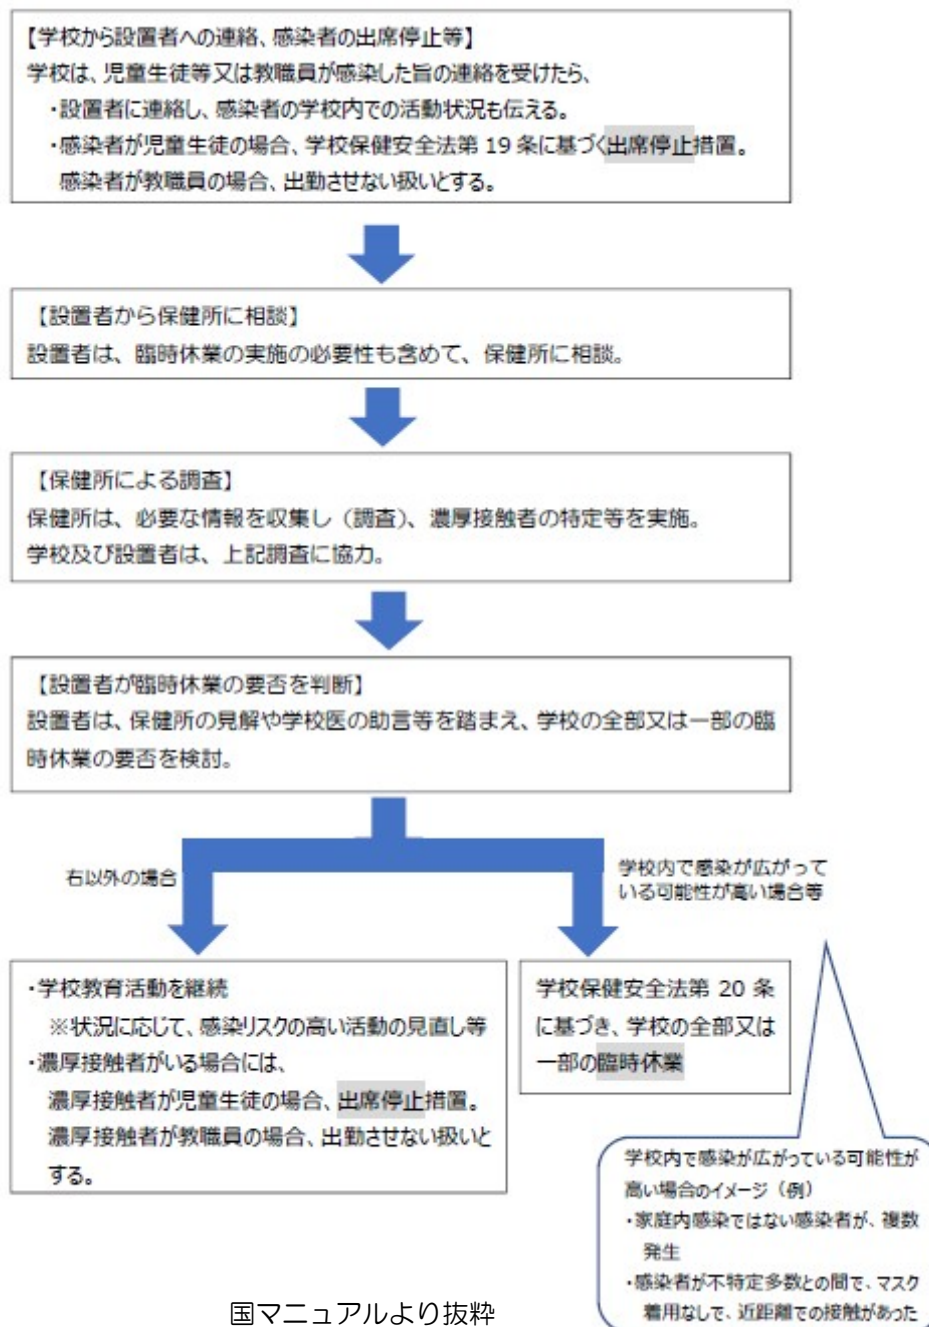 【学校から設置者への連絡、感染者の出席停止等】
学校は、児童生徒等又は教職員が感染した旨の連絡を受けたら、
・設置者に連絡し、感染者の学校内での活動状況も伝える。
・感染者が児童生徒の場合、学校保健安全法第 19 条に基づく出席停止措置。
感染者が教職員の場合、出勤させない扱いとする。
【設置者から保健所に相談】
設置者は、臨時休業の実施の必要性も含めて、保健所に相談。
【保健所による調査】
保健所は、必要な情報を収集し（調査）、濃厚接触者の特定等を実施。
学校及び設置者は、上記調査に協力。
【設置者が臨時休業の要否を判断】
設置者は、保健所の見解や学校医の助言等を踏まえ、学校の全部又は一部の臨
時休業の要否を検討。
右以外の場合
学校内で感染が広がって
いる可能性が高い場合等
・学校教育活動を継続
※状況に応じて、感染リスクの高い活動の見直し等
・濃厚接触者がいる場合には、
濃厚接触者が児童生徒の場合、出席停止措置。
濃厚接触者が教職員の場合、出勤させない扱いと
する。
学校保健安全法第 20 条
に基づき、学校の全部又は
一部の臨時休業
学校内で感染が広がっている可能性が
高い場合のイメージ（例）
・家庭内感染ではない感染者が、複数
発生
・感染者が不特定多数との間で、マスク
着用なしで、近距離での接触があった
国マニュアルより抜粋